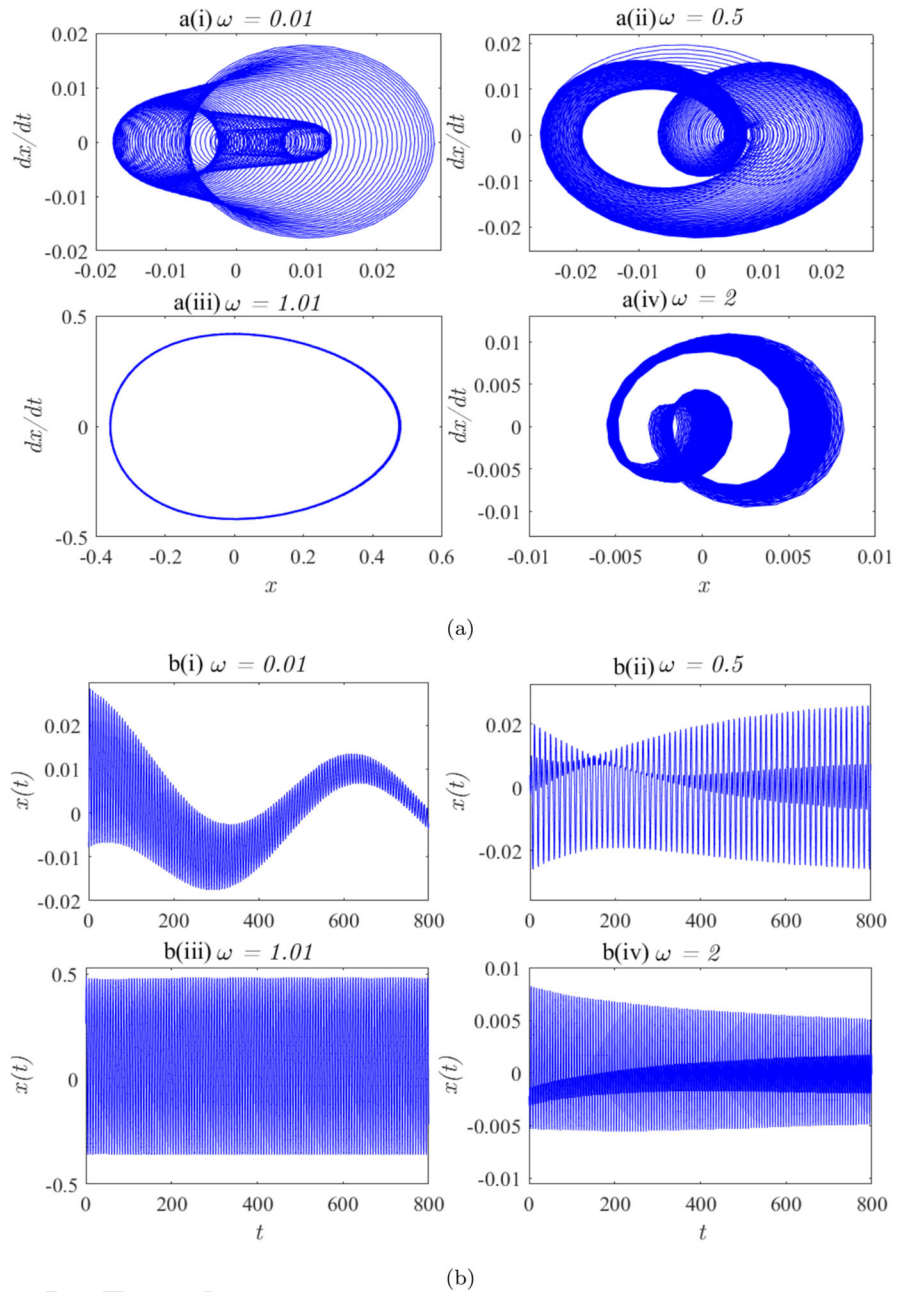 a(i) ω = 0.01
a(ii) ω = 0.5
0.02
0.01
0
-0.01
-0.02
dx/dt
-0.02 -0.01 0 0.01 0.02
0.02
0.01
0
-0.01
-0.02
dx/dt
-0.02 -0.01 0 0.01 0.02
a(iii) ω = 1.01
a(iv) ω = 2
0.5
0
-0.5
dx/dt
-0.4 -0.2 0 0.2 0.4 0.6
x
0.01
0.005
0
-0.005
-0.01
dx/dt
-0.01 -0.005 0 0.005 0.01
x
(a)
b(i) ω = 0.01
b(ii) ω = 0.5
0.02
0.01
0
-0.01
-0.02
x(t)
0 200 400 600 800
0.02
0
-0.02
x(t)
0 200 400 600 800
b(iii) ω = 1.01
b(iv) ω = 2
0.5
0
-0.5
x(t)
0 200 400 600 800
t
0.01
0.005
0
-0.005
-0.01
x(t)
0 200 400 600 800
t
(b)